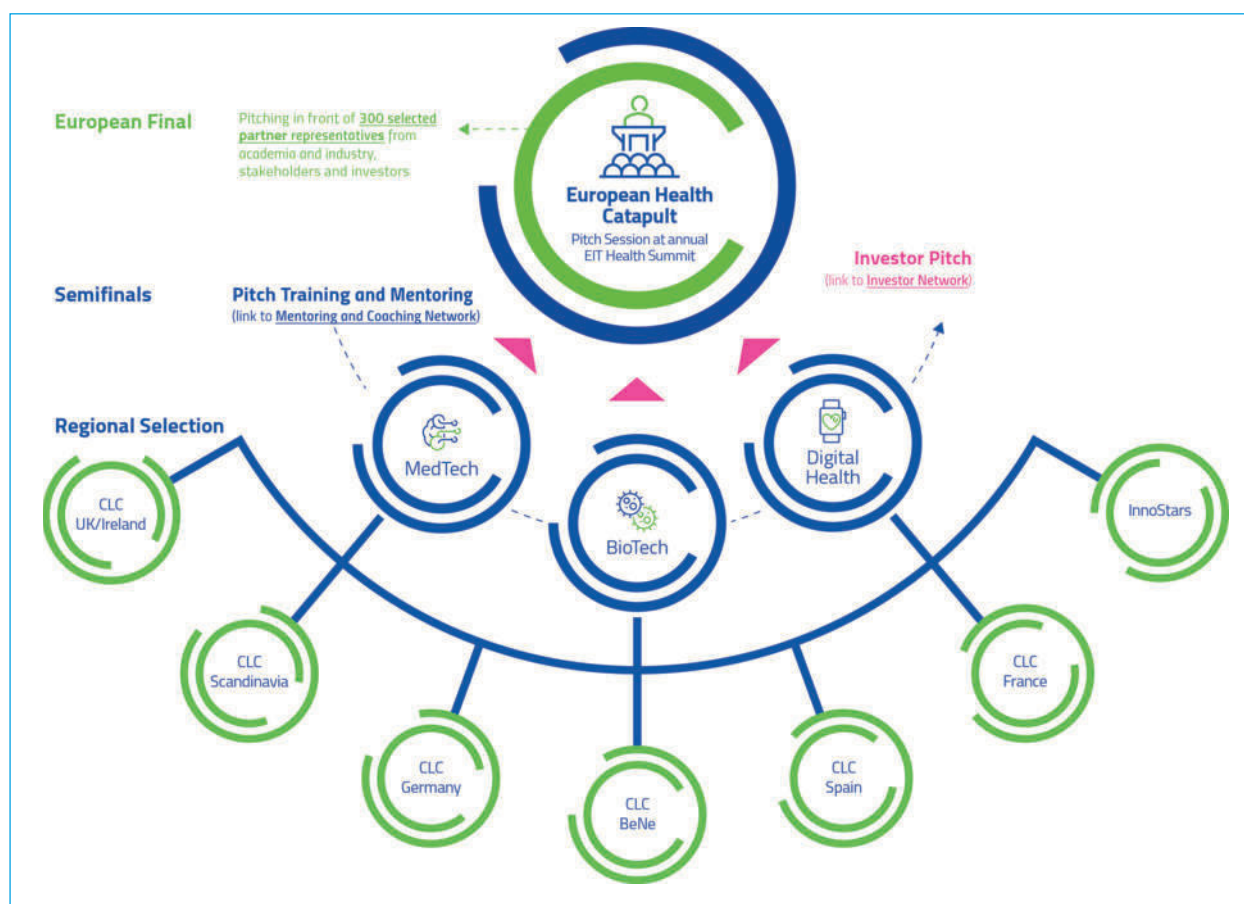 European Final
Pitching in front of 300 selected
partner representatives from
academia and industry,
stakeholders and investors
European Health
Catapult
Pitch Session at annual
EIT Health Summit
Investor Pitch
(link to Investor Network)
Semifinals
Pitch Training and Mentoring
(link to Mentoring and Coaching Network)
Regional Selection
MedTech
BioTech
Digital
Health
CLC
UK/Ireland
InnoStars
CLC
Scandinavia
CLC
France
CLC
Germany
CLC
BeNe
CLC
Spain